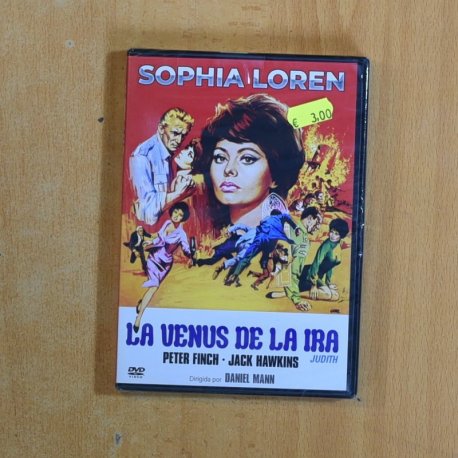 SOPHIA LOREN
€ 3.00
LA VENUS DE LA IRA
JUDITH
PETER FINCH · JACK HAWKINS
DVD
VIDEO
Dirigida por DANIEL MANN